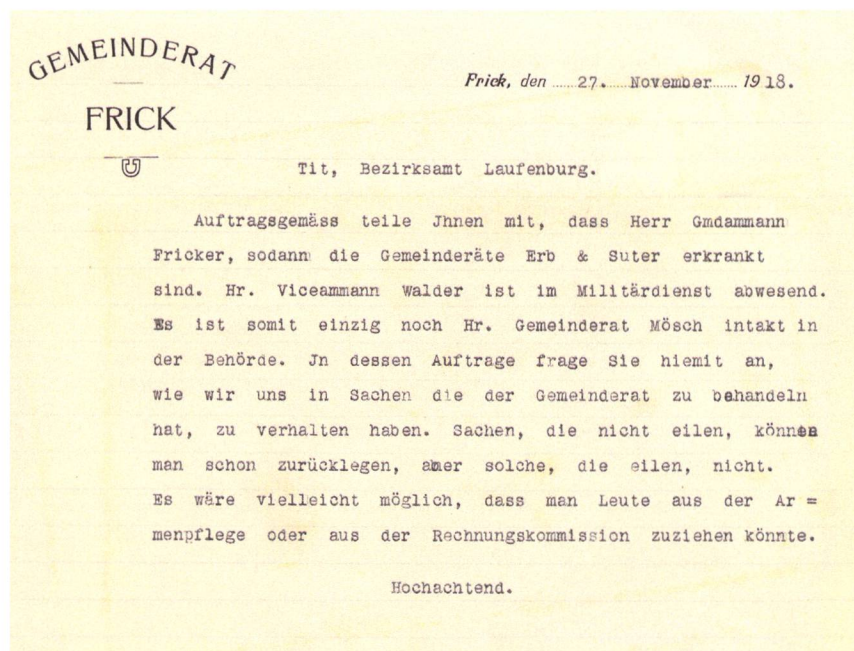 GEMEINDERAT
FRICK
Frick, den 27. November 1918.
Tit, Bezirksamt Laufenburg.
Auftragsgemäss teile Jhnen mit, dass Herr Gmdammann
Fricker, sodann die Gemeinderäte Erb & Suter erkrankt
sind. Hr. Viceammann Walder ist im Militärdienst abwesend.
Es ist somit einzig noch Hr. Gemeinderat Mösch intakt in
der Behörde. Jn dessen Auftrage frage Sie hiemit an,
wie wir uns in Sachen die der Gemeinderat zu behandeln
hat, zu verhalten haben. Sachen, die nicht eilen, können
man schon zurücklegen, aber solche, die eilen, nicht.
Es wäre vielleicht möglich, dass man Leute aus der Ar =
menpflege oder aus der Rechnungskommission zuziehen könnte.
Hochachtend.